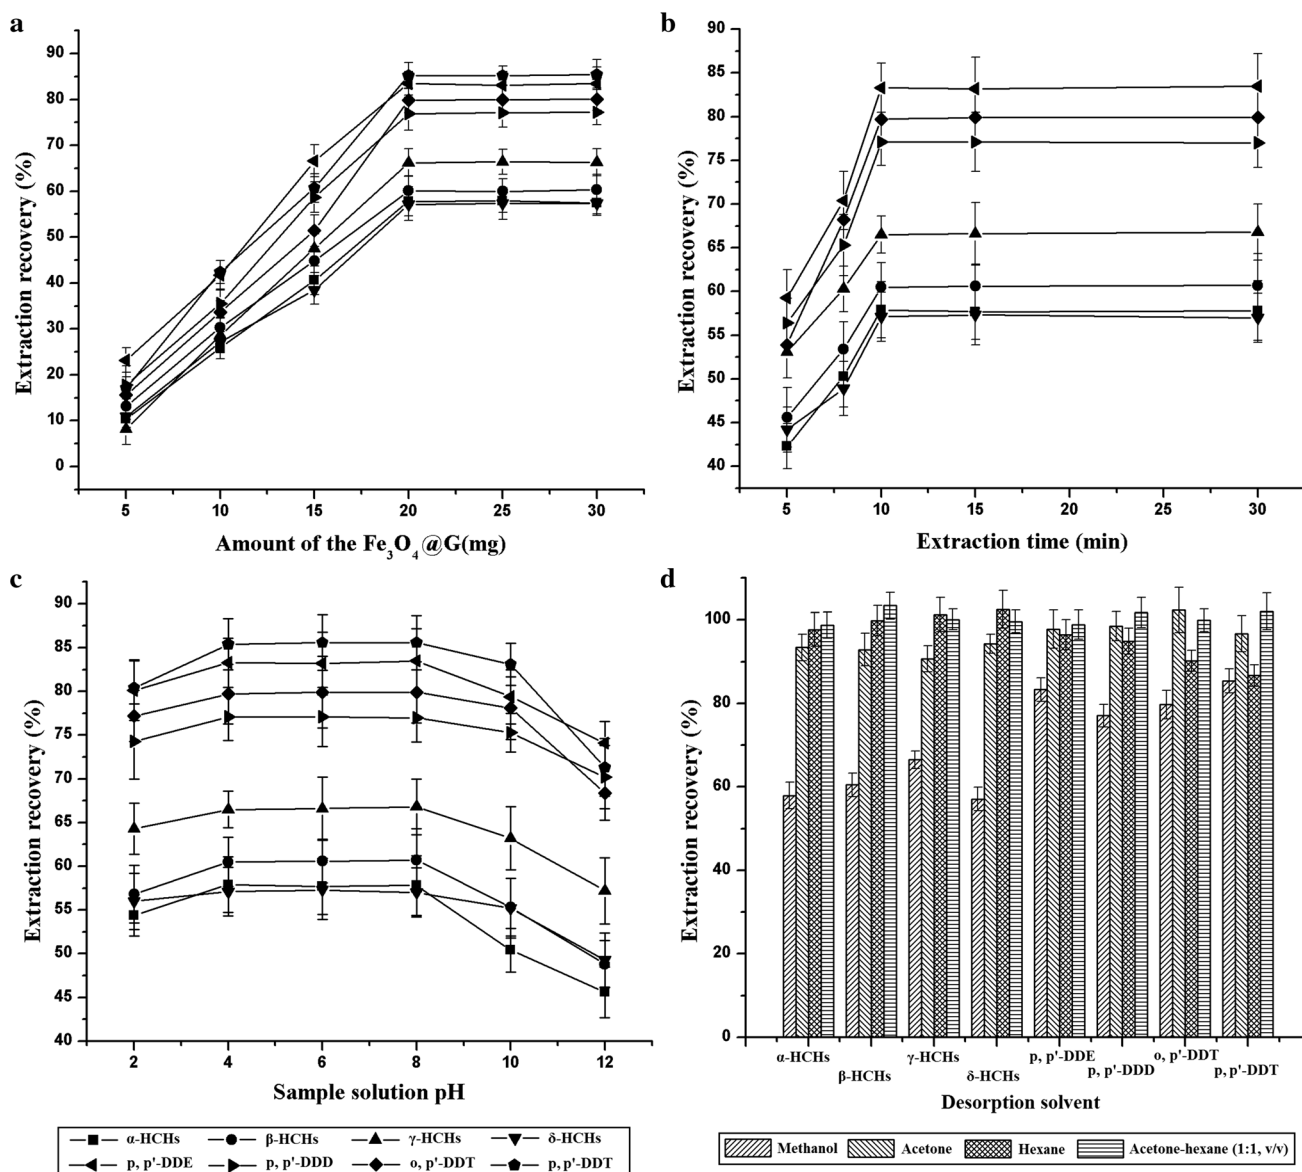 a
90
80
70
60
50
40
30
20
10
0
Extraction recovery (%)
5 10 15 20 25 30
Amount of the Fe3O4@G(mg)
b
90
85
80
75
70
65
60
55
50
45
40
Extraction recovery (%)
5 10 15 20 25 30
Extraction time (min)
c
90
85
80
75
70
65
60
55
50
45
40
Extraction recovery (%)
2 4 6 8 10 12
Sample solution pH
α-HCHs β-HCHs γ-HCHs δ-HCHs
p, p'-DDE p, p'-DDD o, p'-DDT p, p'-DDT
d
100
80
60
40
20
0
Extraction recovery (%)
α-HCHs γ-HCHs p, p'-DDE o, p'-DDT
β-HCHs δ-HCHs p, p'-DDD p, p'-DDT
Desorption solvent
Methanol Acetone Hexane Acetone-hexane (1:1, v/v)